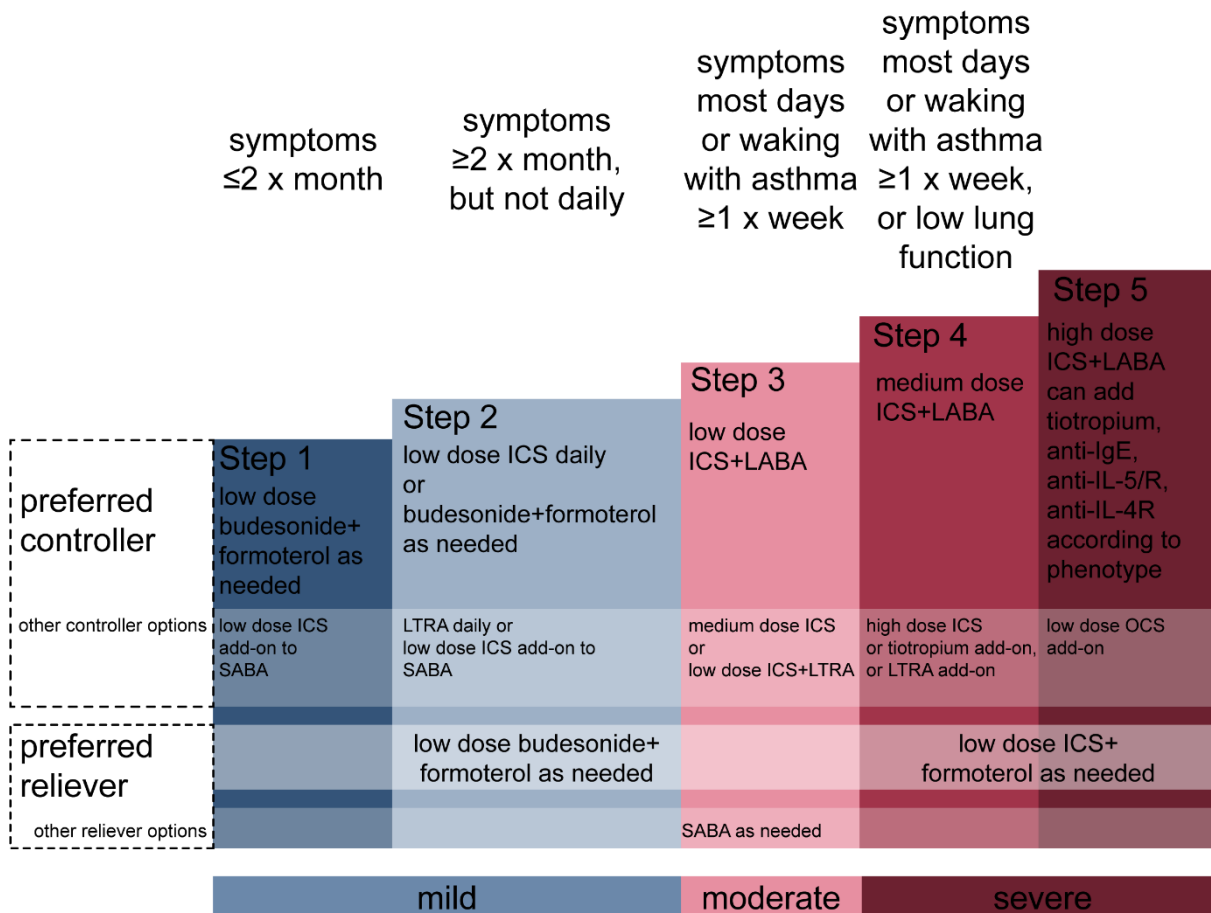 symptoms
≤2 x month
symptoms
≥2 x month,
but not daily
symptoms
most days
or waking
with asthma
≥1 x week
symptoms
most days
or waking
with asthma
≥1 x week,
or low lung
function
preferred
controller
Step 1
low dose
budesonide+
formoterol as
needed
Step 2
low dose ICS daily
or
budesonide+formoterol
as needed
Step 3
low dose
ICS+LABA
Step 4
medium dose
ICS+LABA
Step 5
high dose
ICS+LABA
can add
tiotropium,
anti-IgE,
anti-IL-5/R,
anti-IL-4R
according to
phenotype
other controller options
low dose ICS
add-on to
SABA
LTRA daily or
low dose ICS add-on to
SABA
medium dose ICS
or
low dose ICS+LTRA
high dose ICS
or tiotropium add-on,
or LTRA add-on
low dose OCS
add-on
preferred
reliever
low dose budesonide+
formoterol as needed
low dose ICS+
formoterol as needed
other reliever options
SABA as needed
mild
moderate
severe